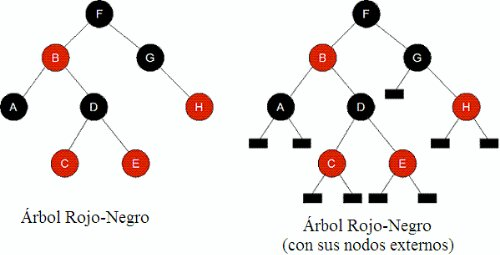 F
B
G
A
D
H
C
E
Árbol Rojo-Negro
F
B
G
A
D
H
C
E
Árbol Rojo-Negro
(con sus nodos externos)